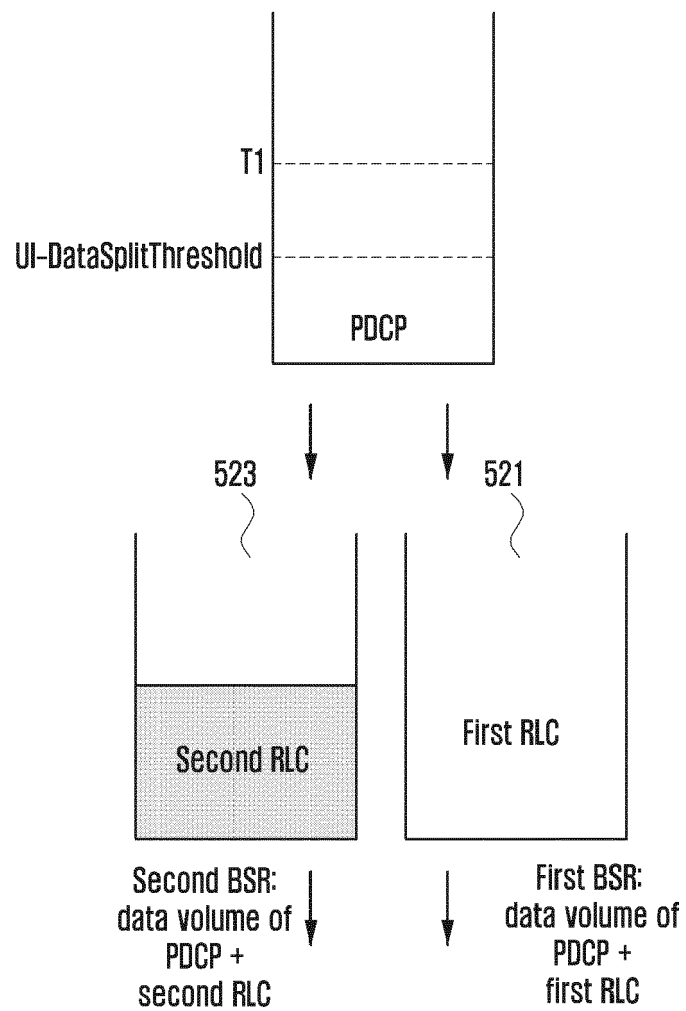 T1
UI-DataSplitThreshold
PDCP
523
521
Second RLC
First RLC
Second BSR:
data volume of
PDCP +
second RLC
First BSR:
data volume of
PDCP +
first RLC